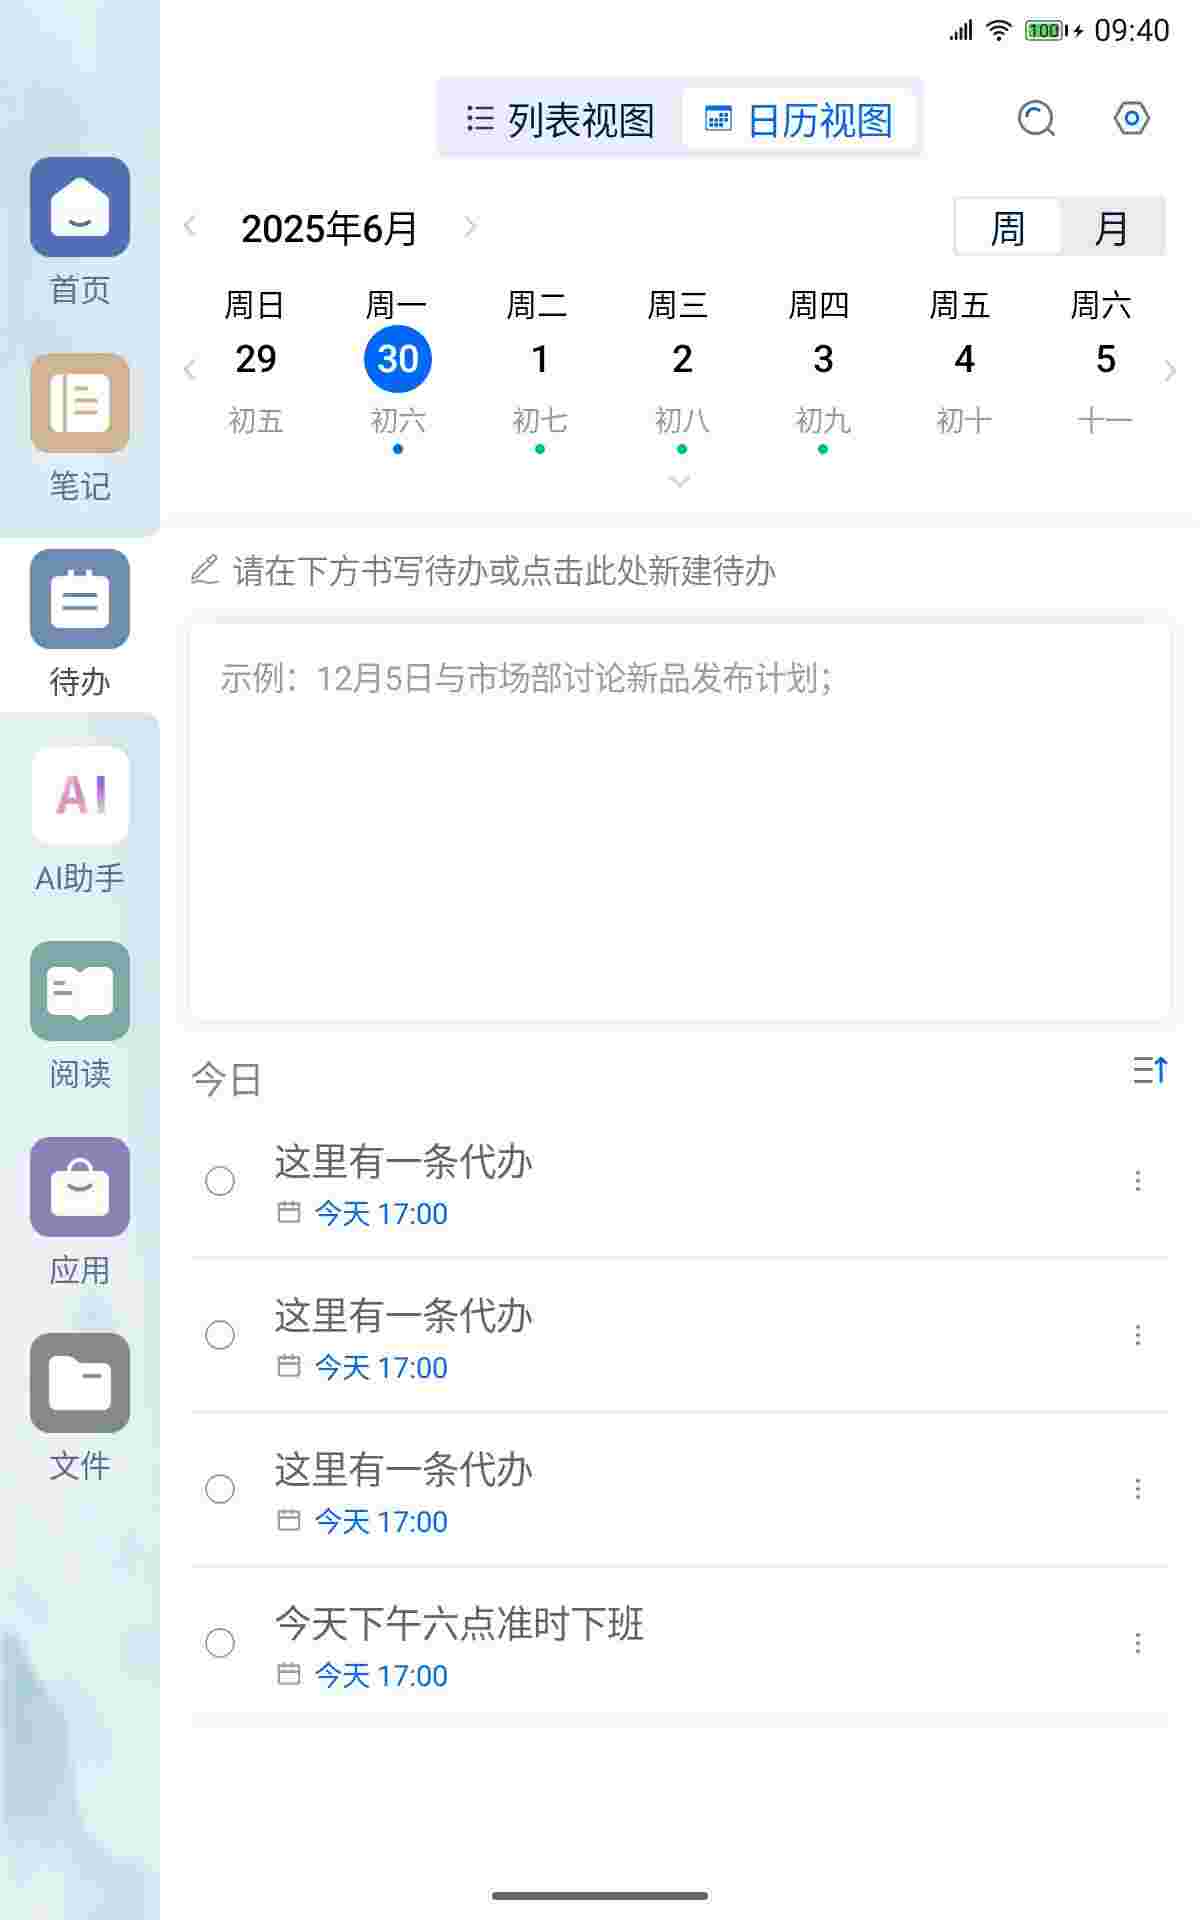 100 09:40
列表视图 日历视图
2025年6月 周 月
周日 周一 周二 周三 周四 周五 周六
29 30 1 2 3 4 5
初五 初六 初七 初八 初九 初十 十一
请在下方书写待办或点击此处新建待办
示例：12月5日与市场部讨论新品发布计划；
今日
这里有一条代办
今天 17:00
这里有一条代办
今天 17:00
这里有一条代办
今天 17:00
今天下午六点准时下班
今天 17:00
首页
笔记
待办
AI
AI助手
阅读
应用
文件